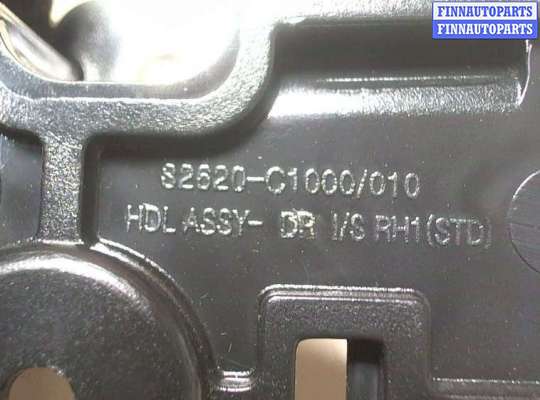 FINNAUTOPARTS
FINNAUTOPARTS
82620-C1000/010
HDL ASSY- DR I/S RH1(STD)